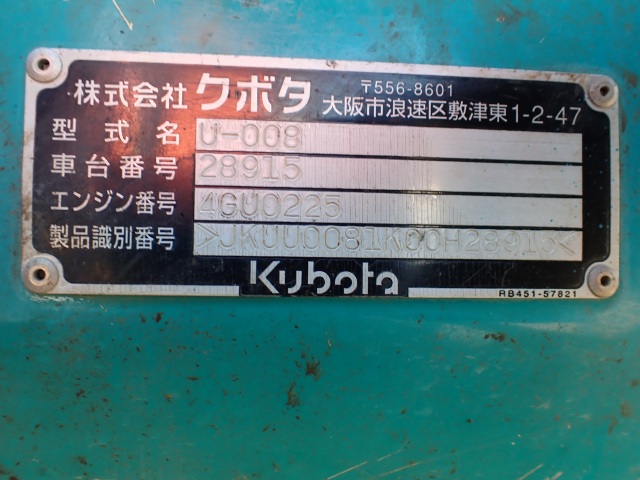 株式会社 クボタ 〒556-8601
大阪市浪速区敷津東1-2-47
型式名 U-008
車台番号 28915
エンジン番号 4GU0225
製品識別番号 >JKUU0081K00H28915<
Kubota
RB451-57821